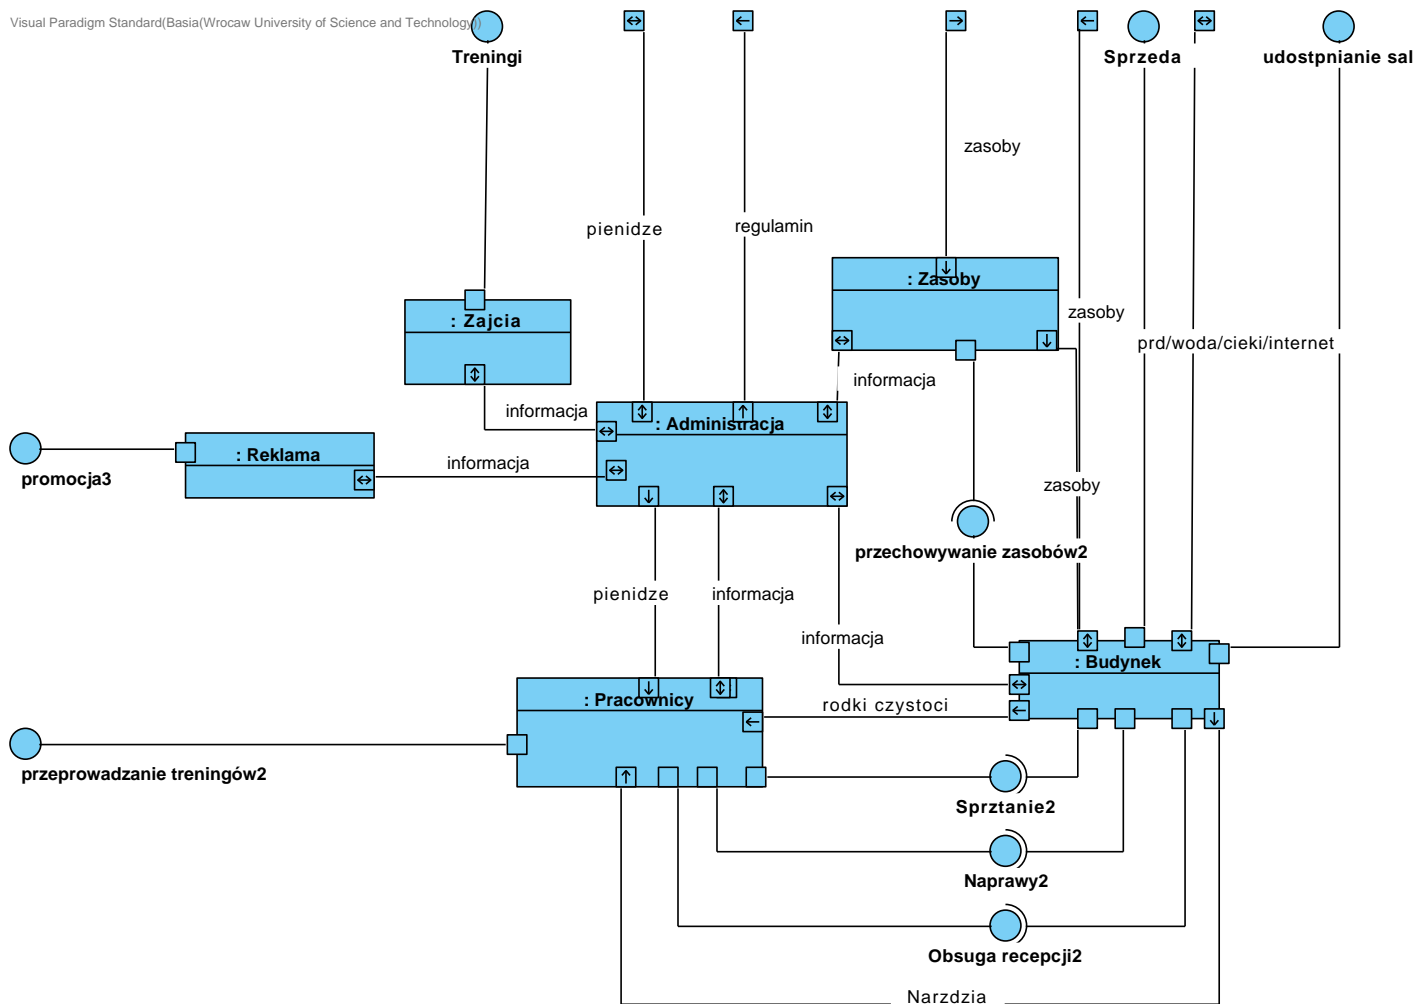 Visual Paradigm Standard(Basia(Wrocaw University of Science and Technology))
Treningi
Sprzeda
udostpnianie sal
zasoby
pienidze
regulamin
: Zasoby
zasoby
: Zajcia
prd/woda/cieki/internet
informacja
informacja
: Administracja
: Reklama
informacja
promocja3
zasoby
przechowywanie zasobów2
pienidze
informacja
informacja
: Budynek
: Pracownicy
rodki czystoci
przeprowadzanie treningów2
Sprztanie2
Naprawy2
Obsuga recepcji2
Narzdzia